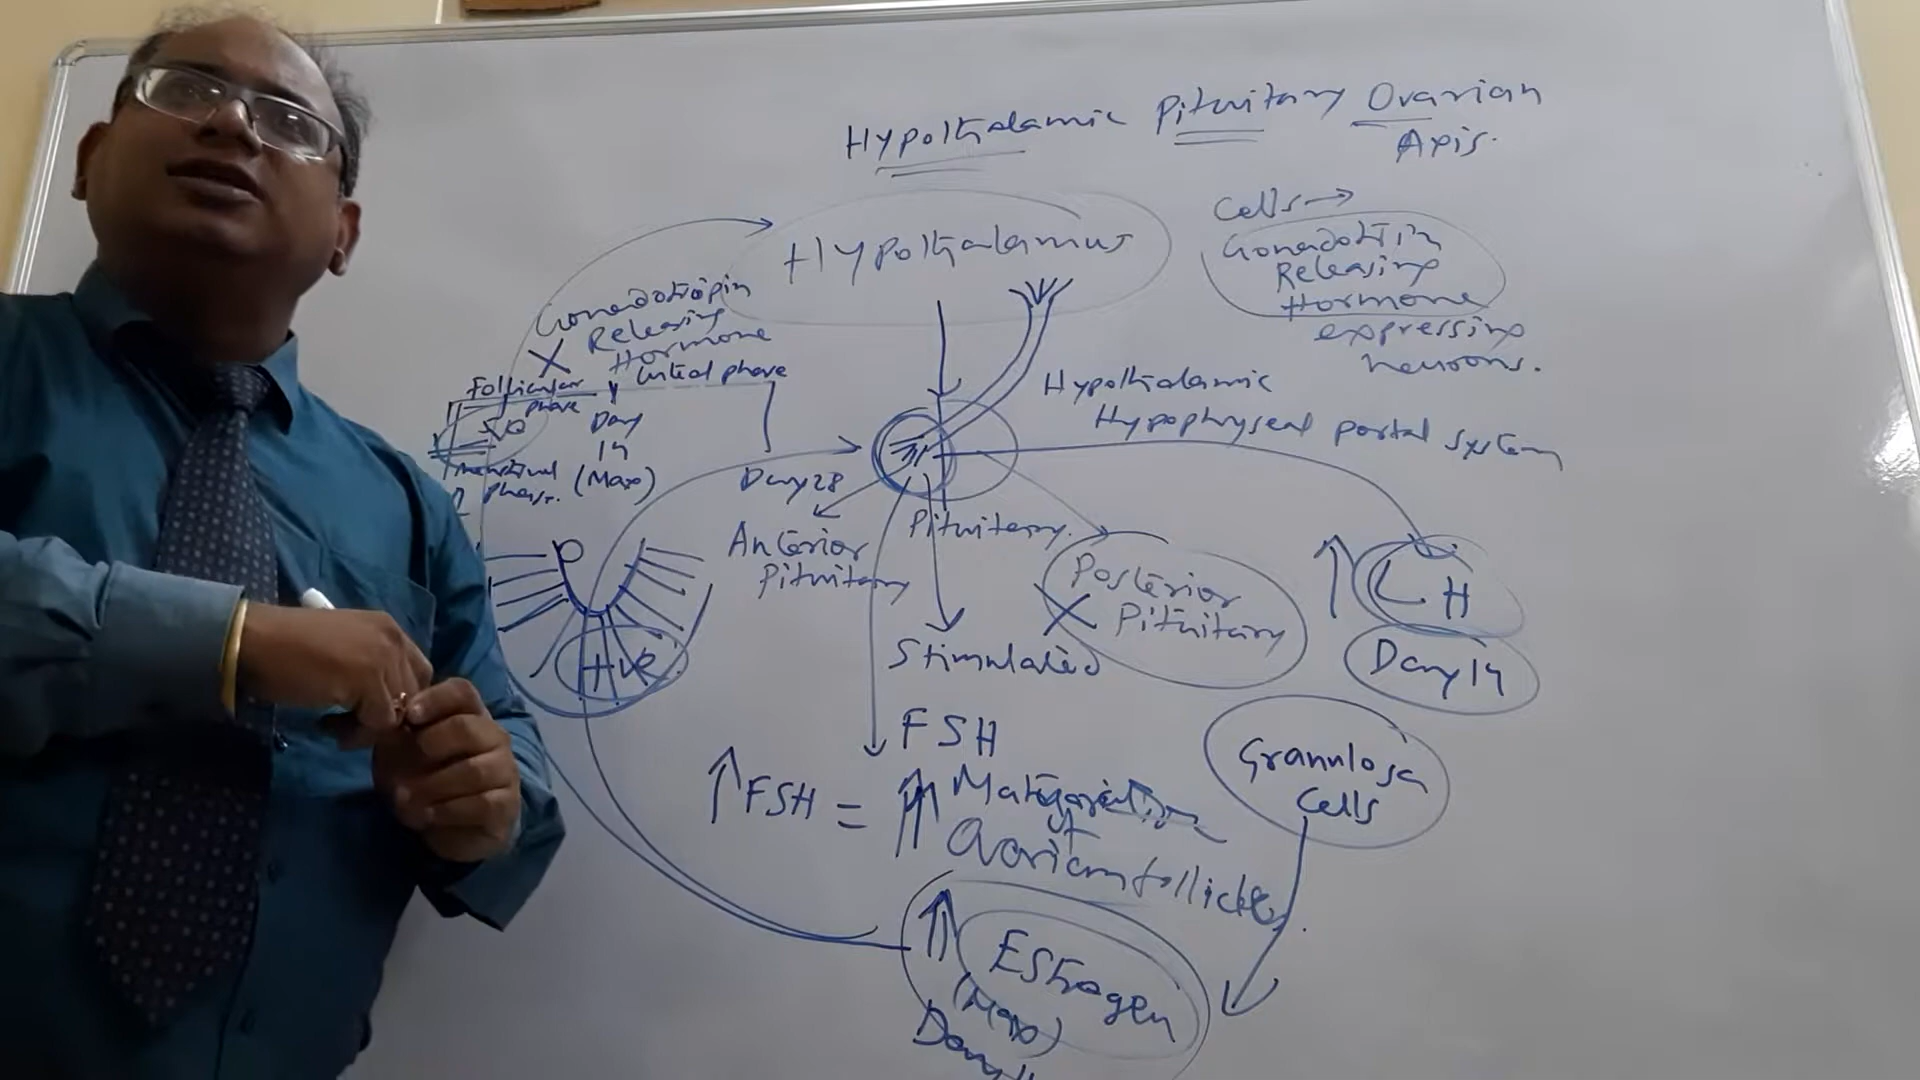 Hypothalamic Pituitary Ovarian
Axis.
Hypothalamus
Cells →
Gonadotropin
Releasing
Hormone
expressing
neurons.
Gonadotropin
Releasing
Hormone
X
Follicular
phase
Luteal phase
Day
14
(Max)
Menstrual
phase.
Day 28
Hypothalamic
Hypophyseal portal system
Anterior
Pituitary
Pituitary.
Posterior
X Pituitary
↑ LH
Day 14
+ve
Stimulated
FSH
↑ FSH = ↑↑ Maturation
of
Ovarian follicles.
Granulosa
Cells
↑ Estrogen
(Max)
Day